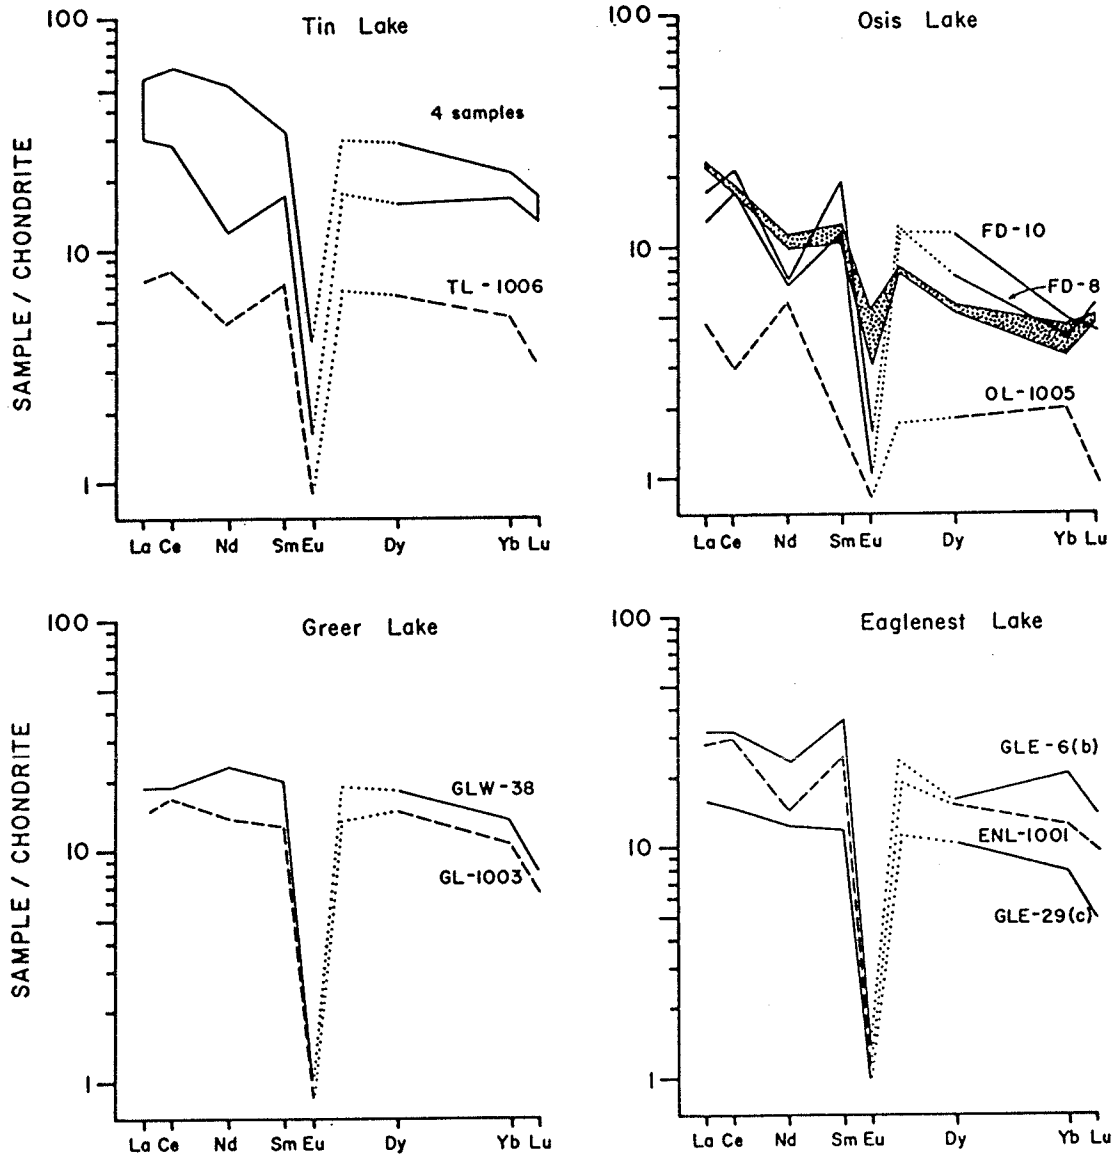 Tin Lake
100
10
1
SAMPLE / CHONDRITE
4 samples
TL-1006
La Ce Nd Sm Eu Dy Yb Lu
Osis Lake
100
10
1
FD-10
FD-8
OL-1005
La Ce Nd Sm Eu Dy Yb Lu
Greer Lake
100
10
1
SAMPLE / CHONDRITE
GLW-38
GL-1003
La Ce Nd Sm Eu Dy Yb Lu
Eaglenest Lake
100
10
1
GLE-6(b)
ENL-1001
GLE-29(c)
La Ce Nd Sm Eu Dy Yb Lu